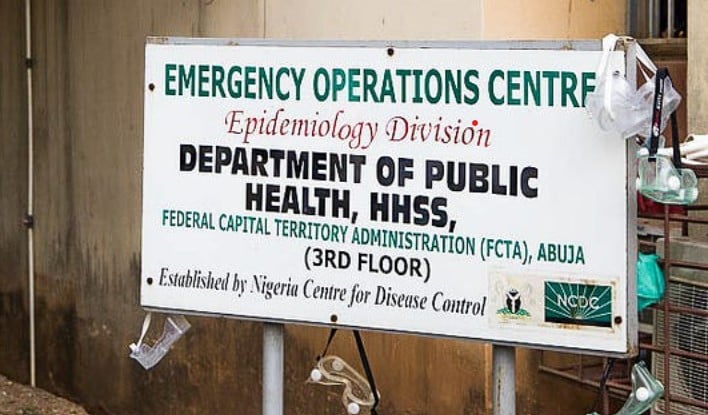 EMERGENCY OPERATIONS CENTRE
Epidemiology Division
DEPARTMENT OF PUBLIC
HEALTH, HHSS,
FEDERAL CAPITAL TERRITORY ADMINISTRATION (FCTA), ABUJA
(3RD FLOOR)
Established by Nigeria Centre for Disease Control
NCDC